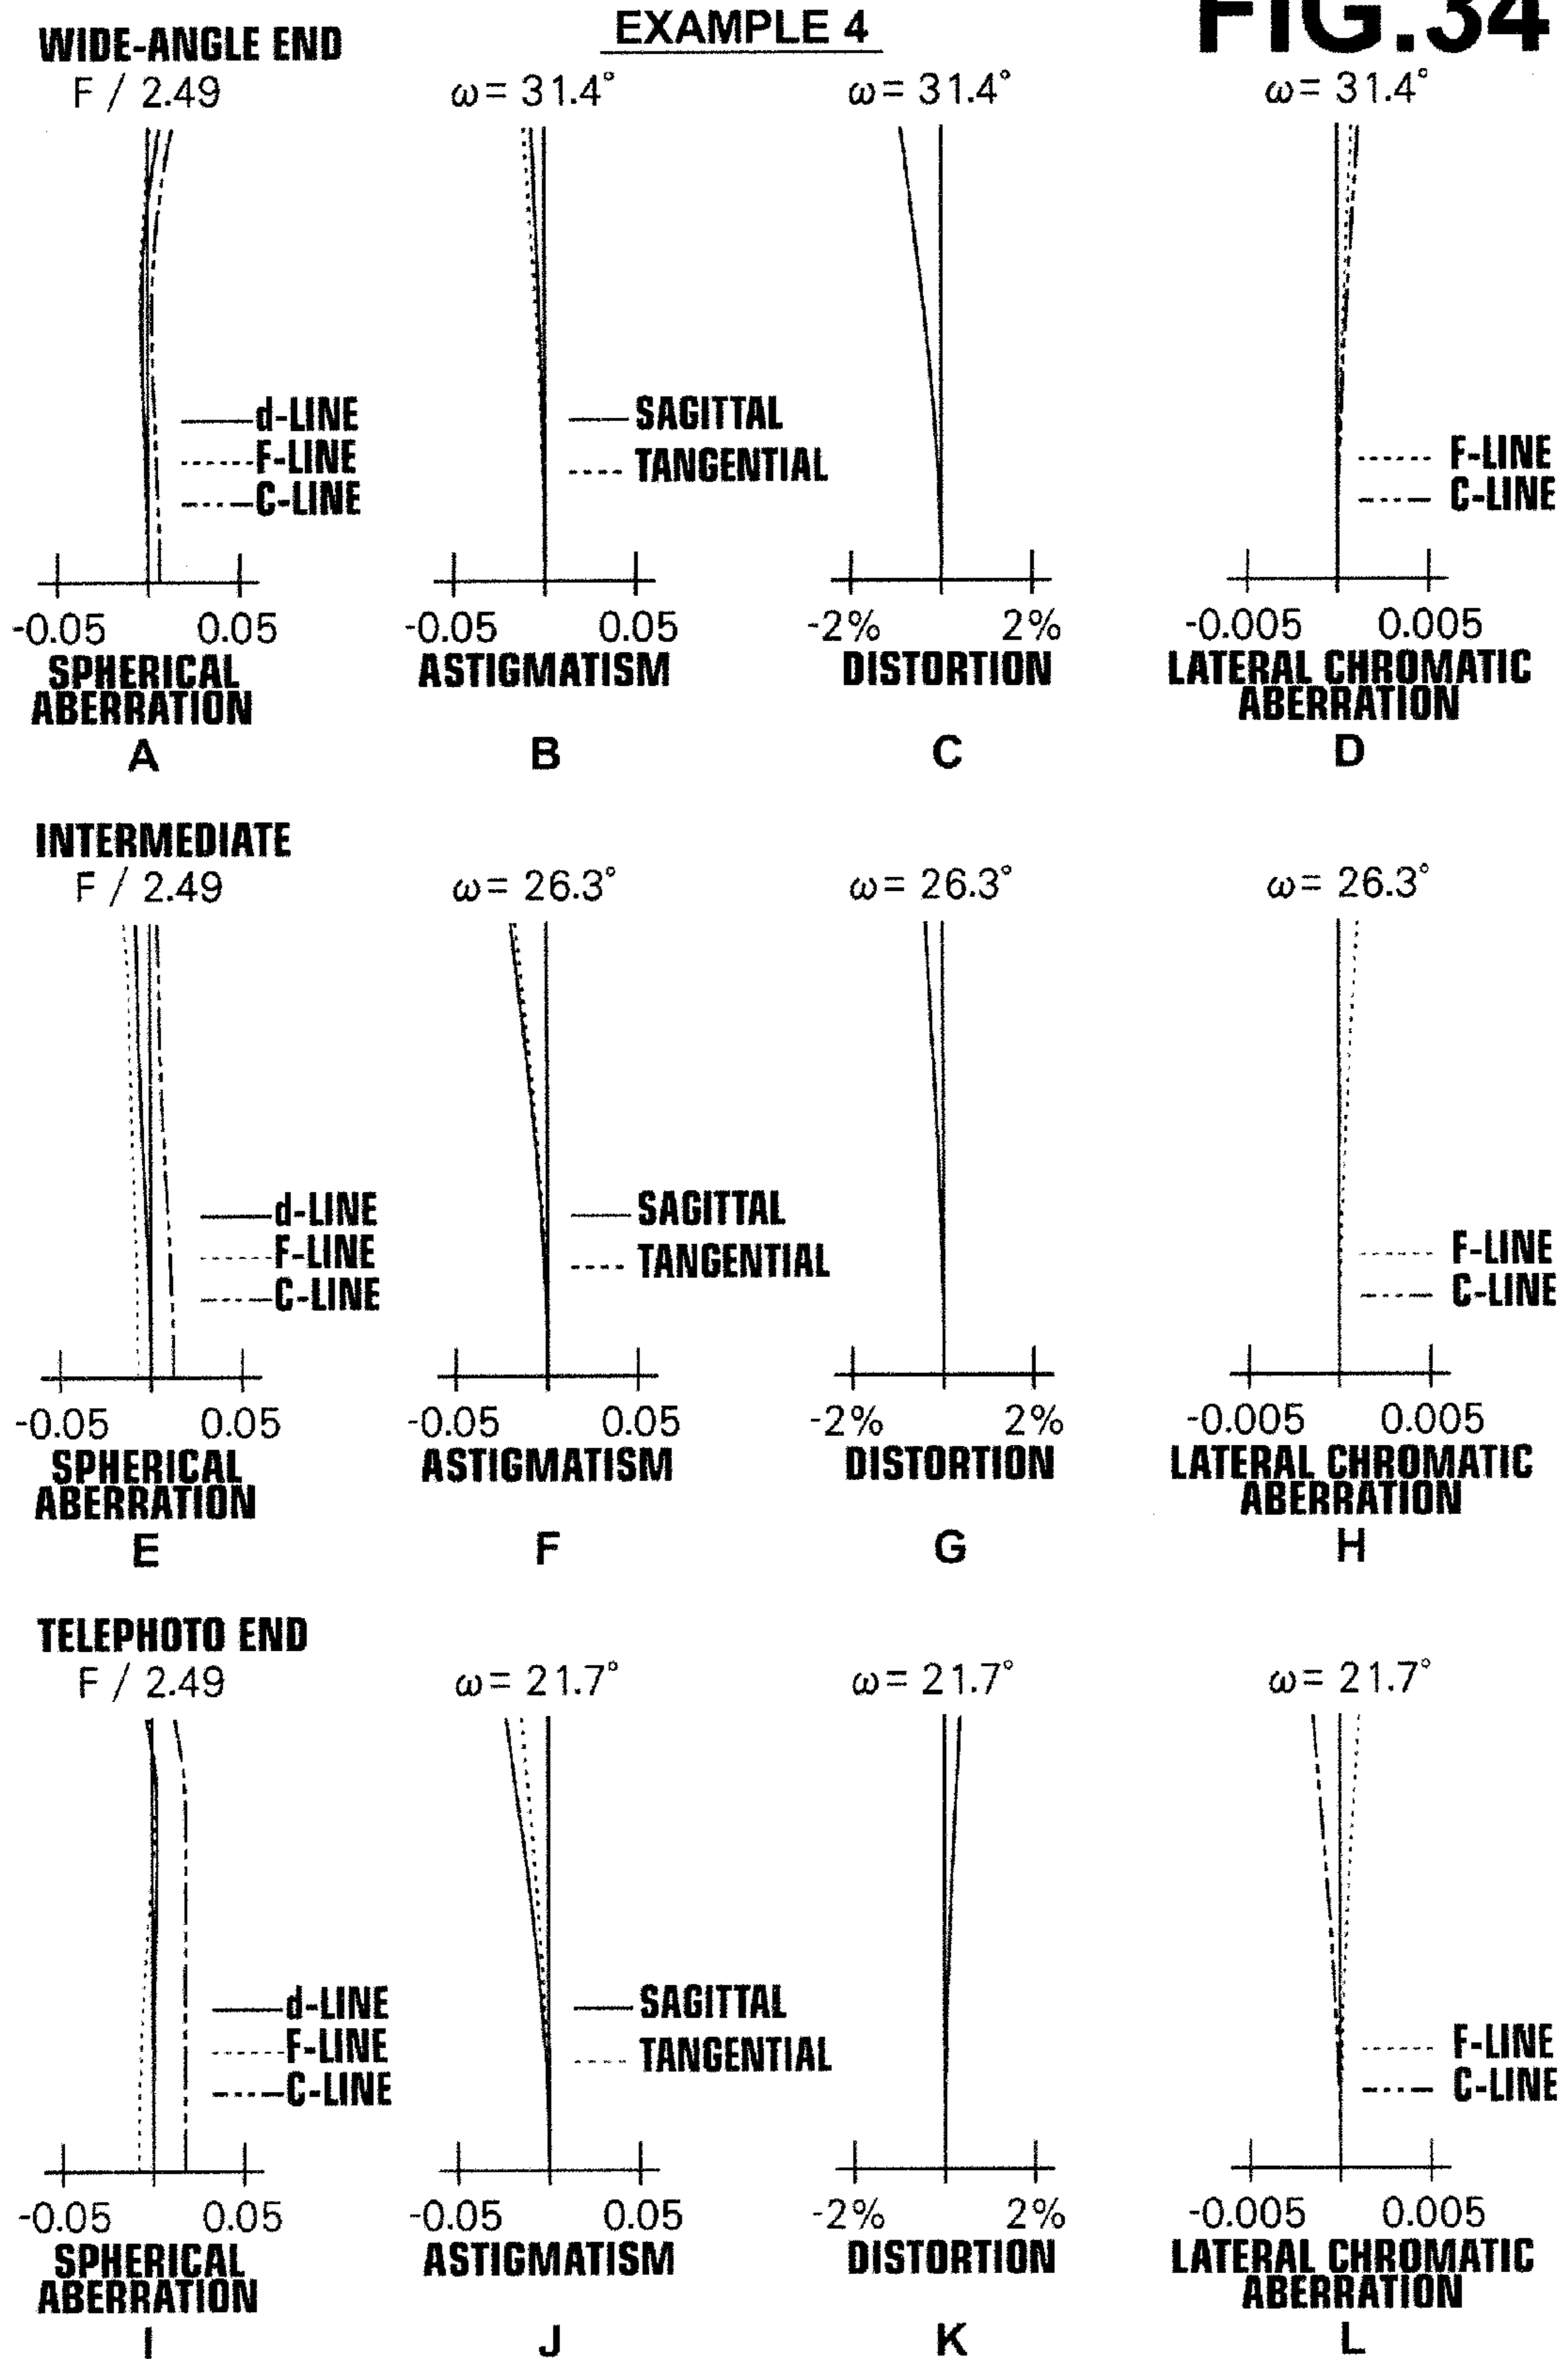 EXAMPLE 4
FIG.34
WIDE-ANGLE END
F / 2.49
ω= 31.4°
ω= 31.4°
ω= 31.4°
d-LINE
F-LINE
C-LINE
SAGITTAL
TANGENTIAL
F-LINE
C-LINE
-0.05 0.05
-0.05 0.05
-2% 2%
-0.005 0.005
SPHERICAL
ABERRATION
ASTIGMATISM
DISTORTION
LATERAL CHROMATIC
ABERRATION
A
B
C
D
INTERMEDIATE
F / 2.49
ω= 26.3°
ω= 26.3°
ω= 26.3°
d-LINE
F-LINE
C-LINE
SAGITTAL
TANGENTIAL
F-LINE
C-LINE
-0.05 0.05
-0.05 0.05
-2% 2%
-0.005 0.005
SPHERICAL
ABERRATION
ASTIGMATISM
DISTORTION
LATERAL CHROMATIC
ABERRATION
E
F
G
H
TELEPHOTO END
F / 2.49
ω= 21.7°
ω= 21.7°
ω= 21.7°
d-LINE
F-LINE
C-LINE
SAGITTAL
TANGENTIAL
F-LINE
C-LINE
-0.05 0.05
-0.05 0.05
-2% 2%
-0.005 0.005
SPHERICAL
ABERRATION
ASTIGMATISM
DISTORTION
LATERAL CHROMATIC
ABERRATION
I
J
K
L